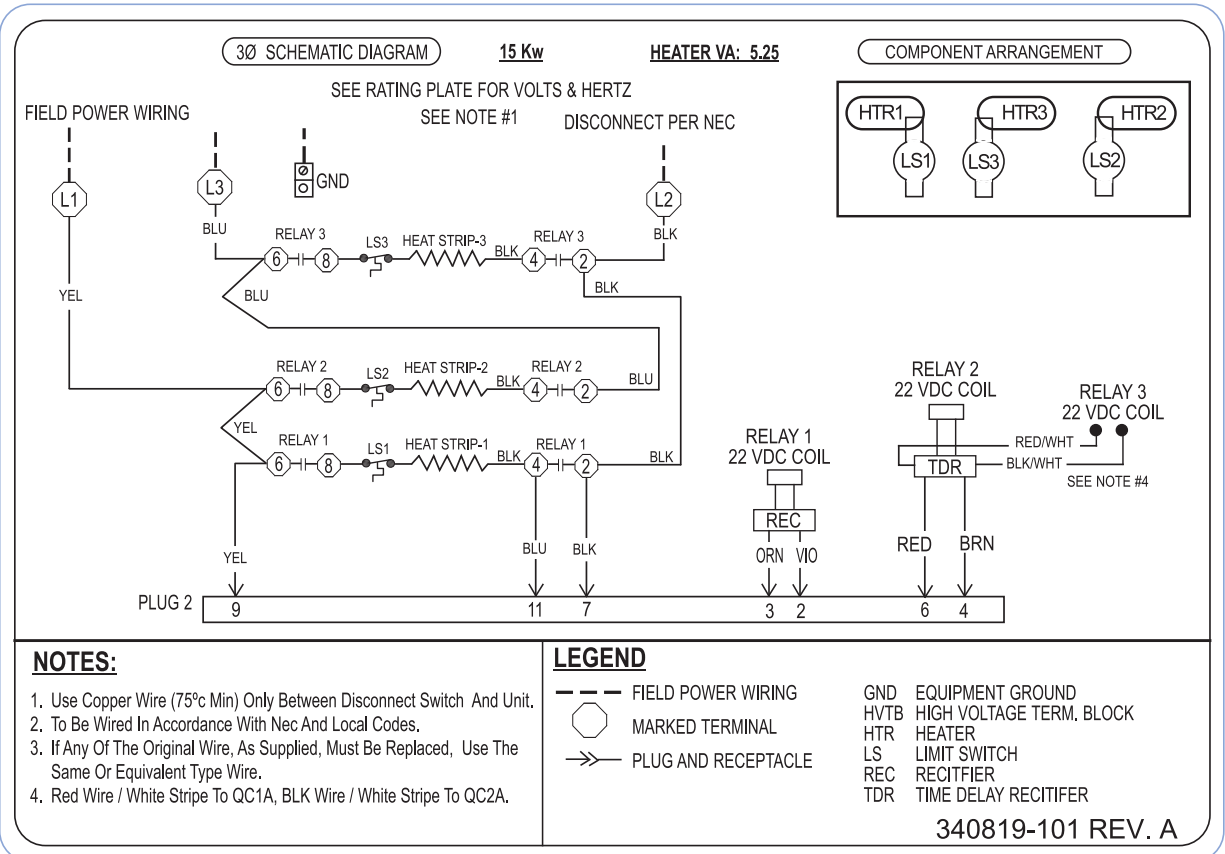 3Ø SCHEMATIC DIAGRAM
15 Kw
HEATER VA: 5.25
COMPONENT ARRANGEMENT
SEE RATING PLATE FOR VOLTS & HERTZ
SEE NOTE #1
FIELD POWER WIRING
DISCONNECT PER NEC
HTR1
HTR3
HTR2
LS1
LS3
LS2
L1
L3
GND
L2
BLU
RELAY 3
LS3
HEAT STRIP-3
RELAY 3
BLK
6
8
BLK
4
2
YEL
BLU
BLK
RELAY 2
LS2
HEAT STRIP-2
RELAY 2
6
8
BLK
4
2
BLU
YEL
RELAY 1
LS1
HEAT STRIP-1
RELAY 1
6
8
BLK
4
2
BLK
YEL
BLU
BLK
RELAY 1
22 VDC COIL
REC
ORN
VIO
RELAY 2
22 VDC COIL
TDR
RELAY 3
22 VDC COIL
RED/WHT
BLK/WHT
SEE NOTE #4
RED
BRN
PLUG 2
9
11
7
3
2
6
4
NOTES:
1. Use Copper Wire (75ºc Min) Only Between Disconnect Switch And Unit.
2. To Be Wired In Accordance With Nec And Local Codes.
3. If Any Of The Original Wire, As Supplied, Must Be Replaced, Use The
Same Or Equivalent Type Wire.
4. Red Wire / White Stripe To QC1A, BLK Wire / White Stripe To QC2A.
LEGEND
FIELD POWER WIRING
MARKED TERMINAL
PLUG AND RECEPTACLE
GND EQUIPMENT GROUND
HVTB HIGH VOLTAGE TERM. BLOCK
HTR HEATER
LS LIMIT SWITCH
REC RECITFIER
TDR TIME DELAY RECITIFER
340819-101 REV. A